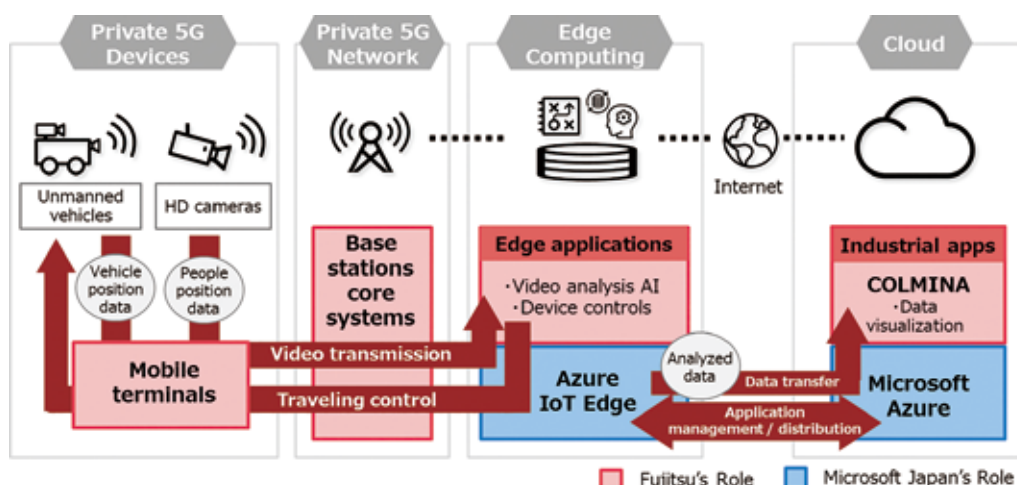 Private 5G
Devices
Private 5G
Network
Edge
Computing
Cloud
Unmanned
vehicles
HD cameras
Internet
Vehicle
position
data
People
position
data
Mobile
terminals
Base
stations
core
systems
Video transmission
Traveling control
Edge applications
・Video analysis AI
・Device controls
Azure
IoT Edge
Analyzed
data
Data transfer
Application
management / distribution
Industrial apps
COLMINA
・Data
visualization
Microsoft
Azure
Fujitsu's Role
Microsoft Japan's Role